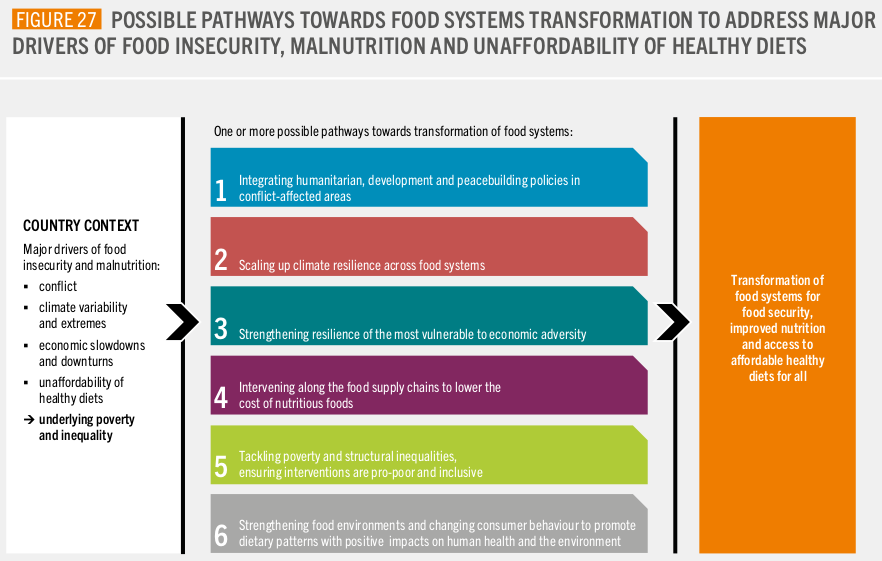 FIGURE 27 POSSIBLE PATHWAYS TOWARDS FOOD SYSTEMS TRANSFORMATION TO ADDRESS MAJOR
DRIVERS OF FOOD INSECURITY, MALNUTRITION AND UNAFFORDABILITY OF HEALTHY DIETS
COUNTRY CONTEXT
Major drivers of food
insecurity and malnutrition:
▪ conflict
▪ climate variability
and extremes
▪ economic slowdowns
and downturns
▪ unaffordability of
healthy diets
→ underlying poverty
and inequality
One or more possible pathways towards transformation of food systems:
1 Integrating humanitarian, development and peacebuilding policies in
conflict-affected areas
2 Scaling up climate resilience across food systems
3 Strengthening resilience of the most vulnerable to economic adversity
4 Intervening along the food supply chains to lower the
cost of nutritious foods
5 Tackling poverty and structural inequalities,
ensuring interventions are pro-poor and inclusive
6 Strengthening food environments and changing consumer behaviour to promote
dietary patterns with positive impacts on human health and the environment
Transformation of
food systems for
food security,
improved nutrition
and access to
affordable healthy
diets for all